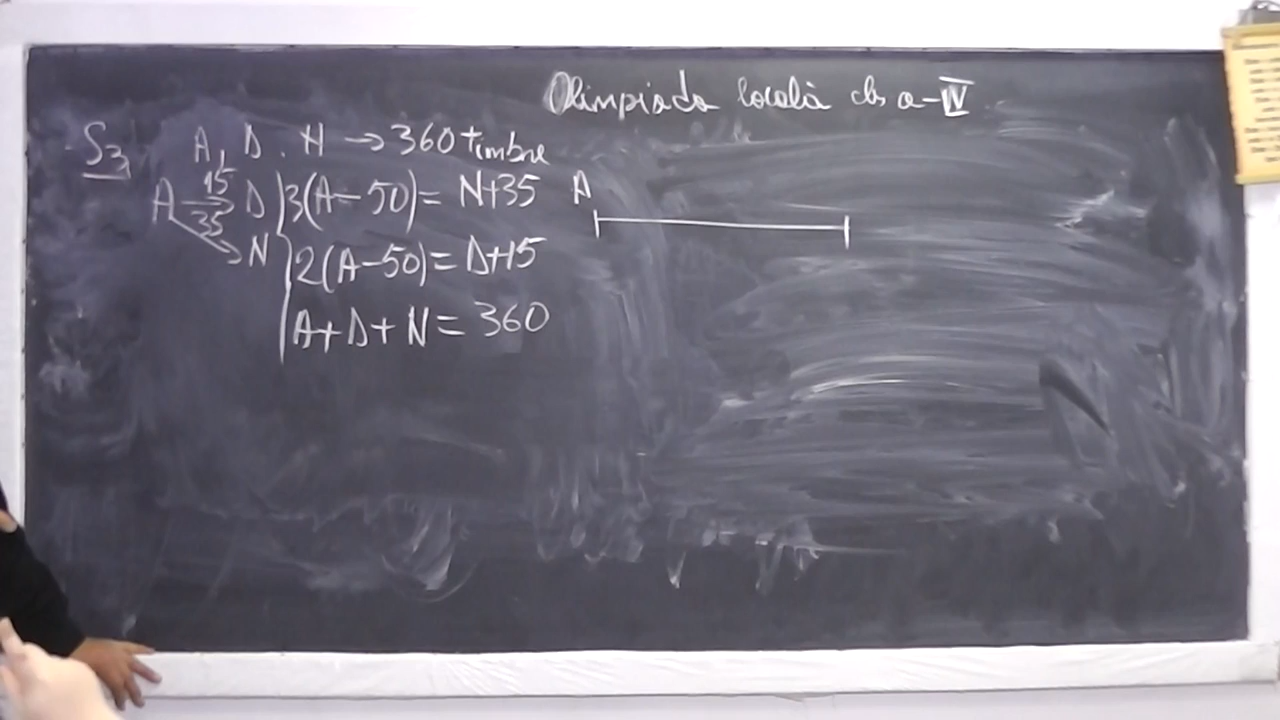 Olimpiada locală cls a-IV
S3 A, D, N → 360 timbre
A 15→ D 3(A-50)= N+35 A
35→ N 2(A-50)= D+15
A+D+N= 360